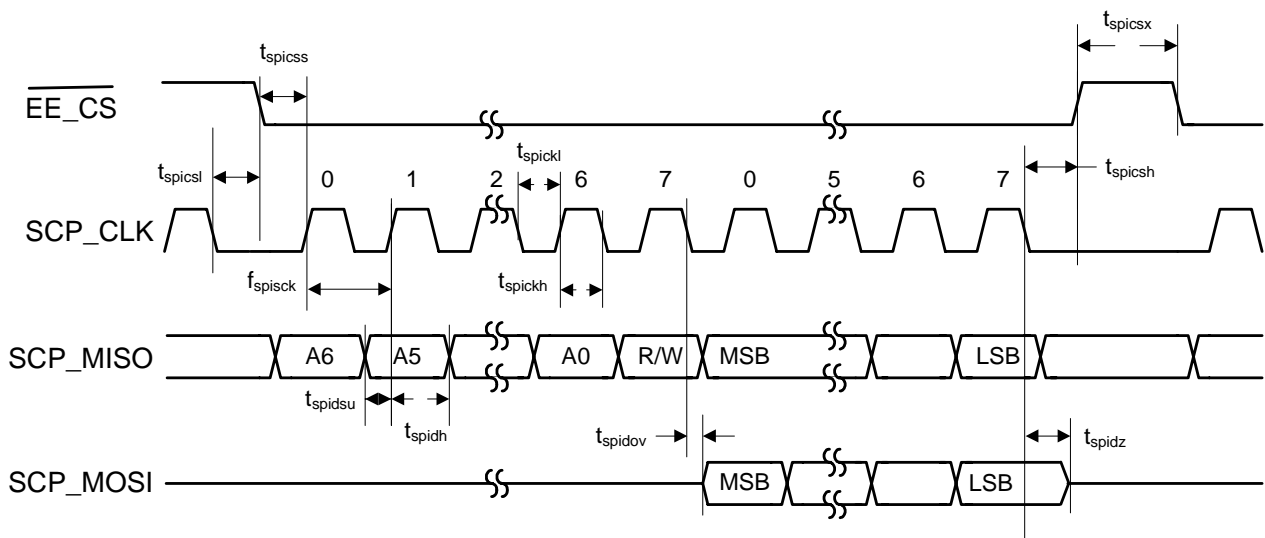 t_spicss
t_spicsx
EE_CS
t_spicsl
t_spickl
t_spicsh
0 1 2 6 7 0 5 6 7
SCP_CLK
f_spisck
t_spickh
SCP_MISO
A6 A5 A0 R/W MSB LSB
t_spidsu
t_spidh
t_spidov
t_spidz
SCP_MOSI
MSB LSB